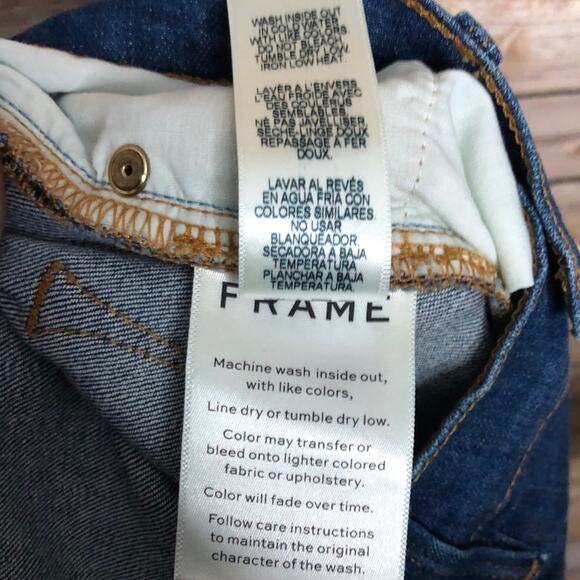 WASH INSIDE OUT
IN COLD WATER
WITH LIKE COLORS
DO NOT BLEACH
TUMBLE DRY LOW.
IRON LOW HEAT.
LAVER À L'ENVERS
L'EAU FROIDE AVEC
DES COULERNS
SEMBLABLES.
NE PAS UTILISER
SÈCHE-LINGE DOUX
REPASSAGE A FER
DOUX.
LAVAR AL REVÉS
EN AGUA FRÍA CON
COLORES SIMILARES.
NO USAR
BLANQUEADOR.
SECADORA A BAJA
TEMPERATURA
PLANCHAR A BAJA
TEMPERATURA
FRAME
Machine wash inside out,
with like colors,
Line dry or tumble dry low.
Color may transfer or
bleed onto lighter colored
fabric or upholstery.
Color will fade over time.
Follow care instructions
to maintain the original
character of the wash.